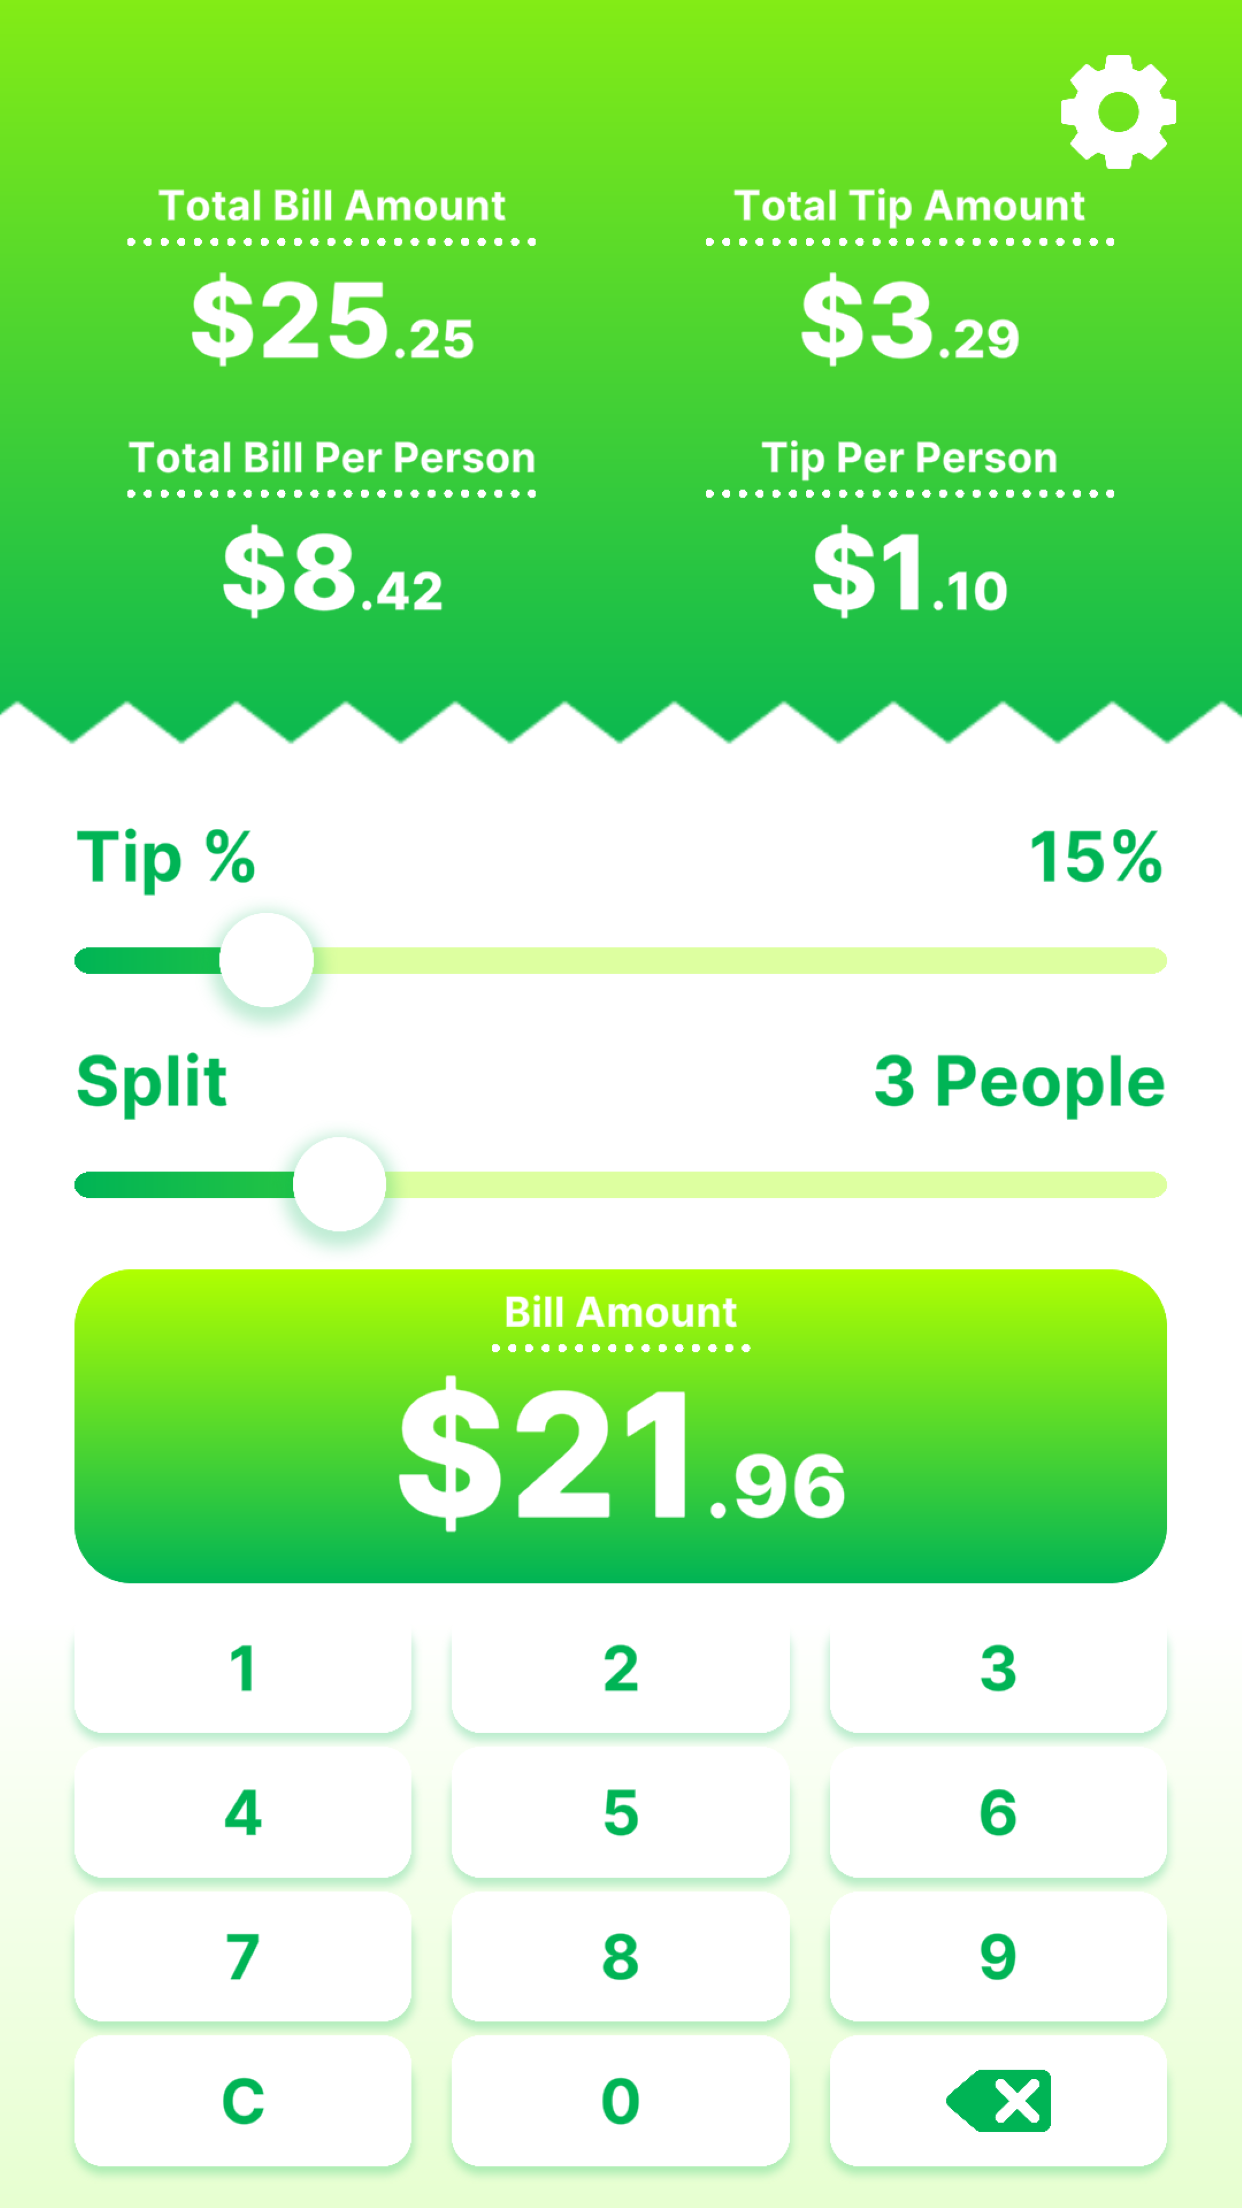 Total Bill Amount
$25.25
Total Tip Amount
$3.29
Total Bill Per Person
$8.42
Tip Per Person
$1.10
Tip % 15%
Split 3 People
Bill Amount
$21.96
1 2 3
4 5 6
7 8 9
C 0